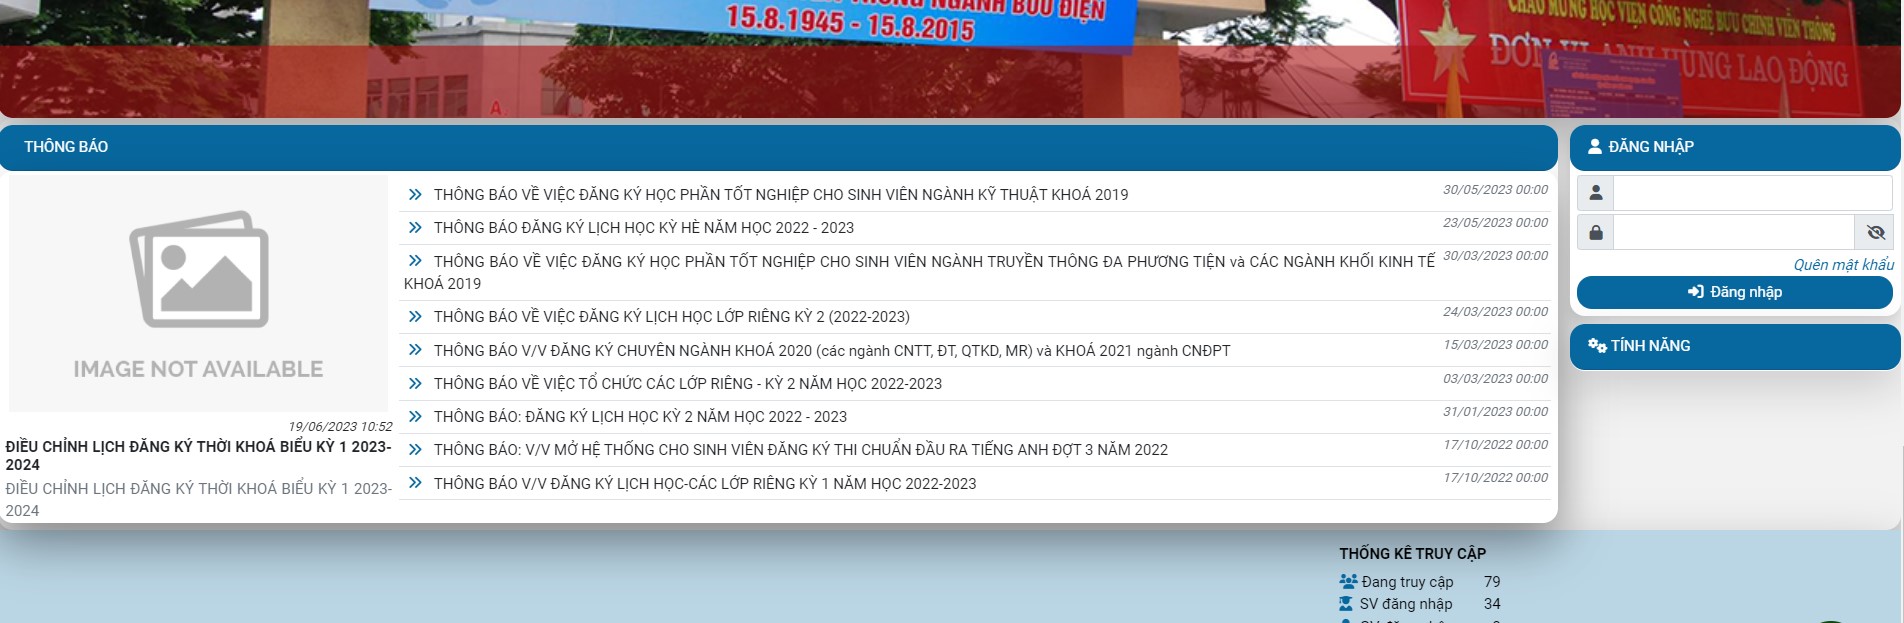 THỐNG NGÀNH BƯU ĐIỆN
15.8.1945 - 15.8.2015
CHÀO MỪNG HỌC VIỆN CÔNG NGHỆ BƯU CHÍNH VIỄN THÔNG
ĐƠN VỊ ANH HÙNG LAO ĐỘNG
A
THÔNG BÁO
ĐĂNG NHẬP
THÔNG BÁO VỀ VIỆC ĐĂNG KÝ HỌC PHẦN TỐT NGHIỆP CHO SINH VIÊN NGÀNH KỸ THUẬT KHOÁ 2019 30/05/2023 00:00
THÔNG BÁO ĐĂNG KÝ LỊCH HỌC KỲ HÈ NĂM HỌC 2022 - 2023 23/05/2023 00:00
THÔNG BÁO VỀ VIỆC ĐĂNG KÝ HỌC PHẦN TỐT NGHIỆP CHO SINH VIÊN NGÀNH TRUYỀN THÔNG ĐA PHƯƠNG TIỆN và CÁC NGÀNH KHỐI KINH TẾ 30/03/2023 00:00
KHOÁ 2019
THÔNG BÁO VỀ VIỆC ĐĂNG KÝ LỊCH HỌC LỚP RIÊNG KỲ 2 (2022-2023) 24/03/2023 00:00
THÔNG BÁO V/V ĐĂNG KÝ CHUYÊN NGÀNH KHOÁ 2020 (các ngành CNTT, ĐT, QTKD, MR) và KHOÁ 2021 ngành CNĐPT 15/03/2023 00:00
THÔNG BÁO VỀ VIỆC TỔ CHỨC CÁC LỚP RIÊNG - KỲ 2 NĂM HỌC 2022-2023 03/03/2023 00:00
THÔNG BÁO: ĐĂNG KÝ LỊCH HỌC KỲ 2 NĂM HỌC 2022 - 2023 31/01/2023 00:00
THÔNG BÁO: V/V MỞ HỆ THỐNG CHO SINH VIÊN ĐĂNG KÝ THI CHUẨN ĐẦU RA TIẾNG ANH ĐỢT 3 NĂM 2022 17/10/2022 00:00
THÔNG BÁO V/V ĐĂNG KÝ LỊCH HỌC-CÁC LỚP RIÊNG KỲ 1 NĂM HỌC 2022-2023 17/10/2022 00:00
IMAGE NOT AVAILABLE
19/06/2023 10:52
ĐIỀU CHỈNH LỊCH ĐĂNG KÝ THỜI KHOÁ BIỂU KỲ 1 2023-
2024
ĐIỀU CHỈNH LỊCH ĐĂNG KÝ THỜI KHOÁ BIỂU KỲ 1 2023-
2024
Quên mật khẩu
Đăng nhập
TÍNH NĂNG
THỐNG KÊ TRUY CẬP
Đang truy cập 79
SV đăng nhập 34